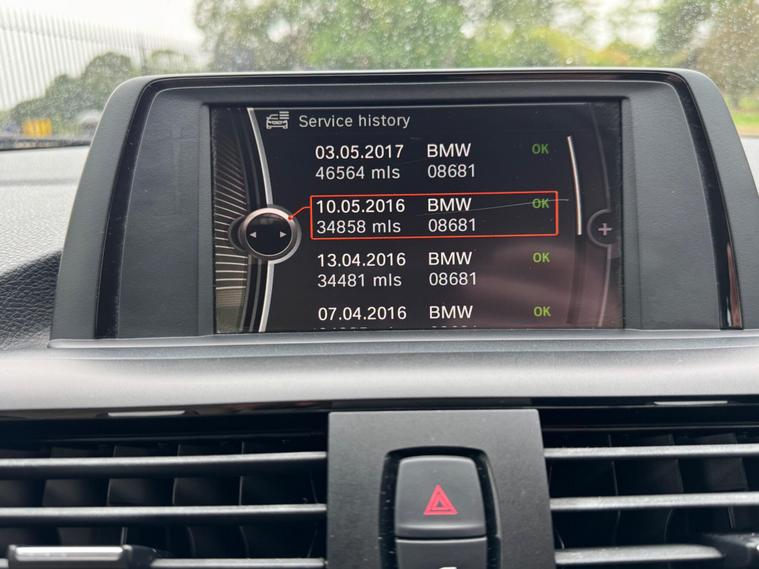 Service history
03.05.2017 BMW OK
46564 mls 08681
10.05.2016 BMW OK
34858 mls 08681
13.04.2016 BMW OK
34481 mls 08681
07.04.2016 BMW OK